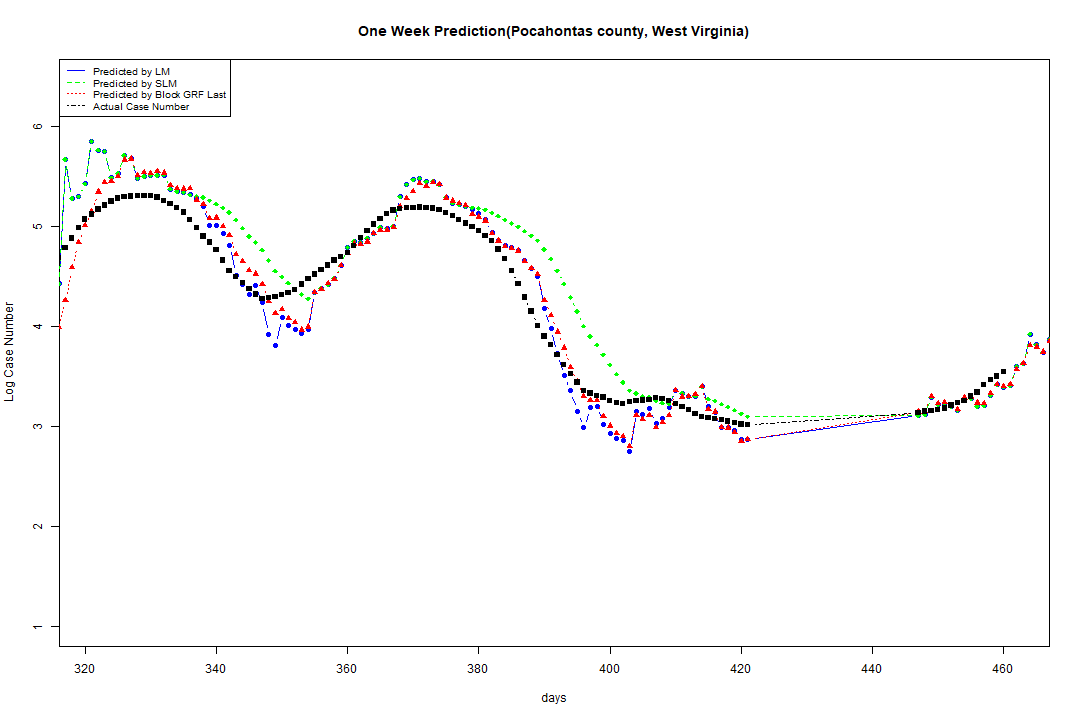 One Week Prediction(Pocahontas county, West Virginia)
Predicted by LM
Predicted by SLM
Predicted by Block GRF Last
Actual Case Number
6
5
4
3
2
1
Log Case Number
320 340 360 380 400 420 440 460
days